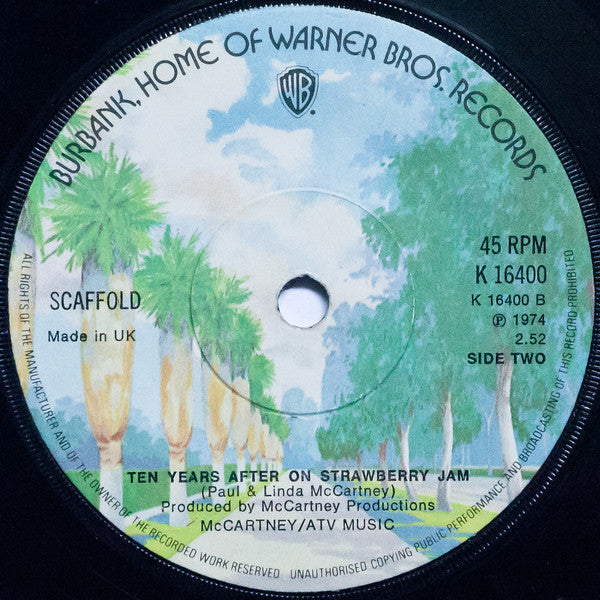 BURBANK, HOME OF WARNER BROS. RECORDS
WB
45 RPM
K 16400
K 16400 B
℗ 1974
2.52
SIDE TWO
SCAFFOLD
Made in UK
TEN YEARS AFTER ON STRAWBERRY JAM
(Paul & Linda McCartney)
Produced by McCartney Productions
McCARTNEY/ATV MUSIC
ALL RIGHTS OF THE MANUFACTURER AND OF THE OWNER OF THE RECORDED WORK RESERVED UNAUTHORISED COPYING PUBLIC PERFORMANCE AND BROADCASTING OF THIS RECORD PROHIBITED